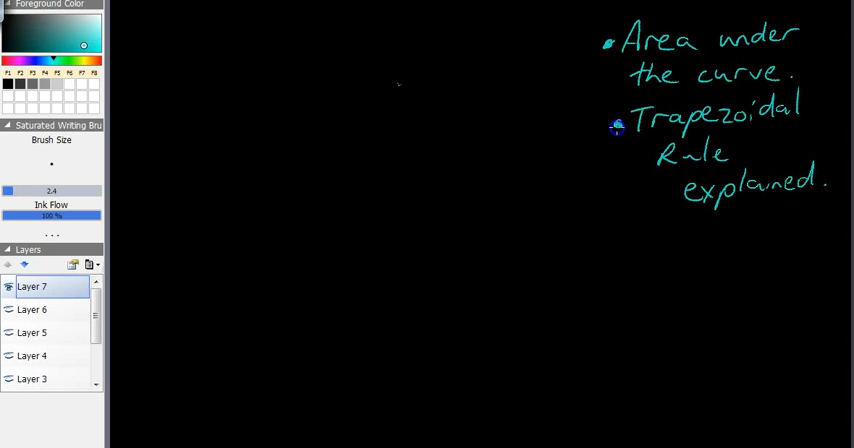 Foreground Color
F1 F2 F3 F4 F5 F6 F7 F8
Saturated Writing Bru
Brush Size
2.4
Ink Flow
100 %
...
Layers
Layer 7
Layer 6
Layer 5
Layer 4
Layer 3
• Area under
the curve.
• Trapezoidal
Rule
explained.